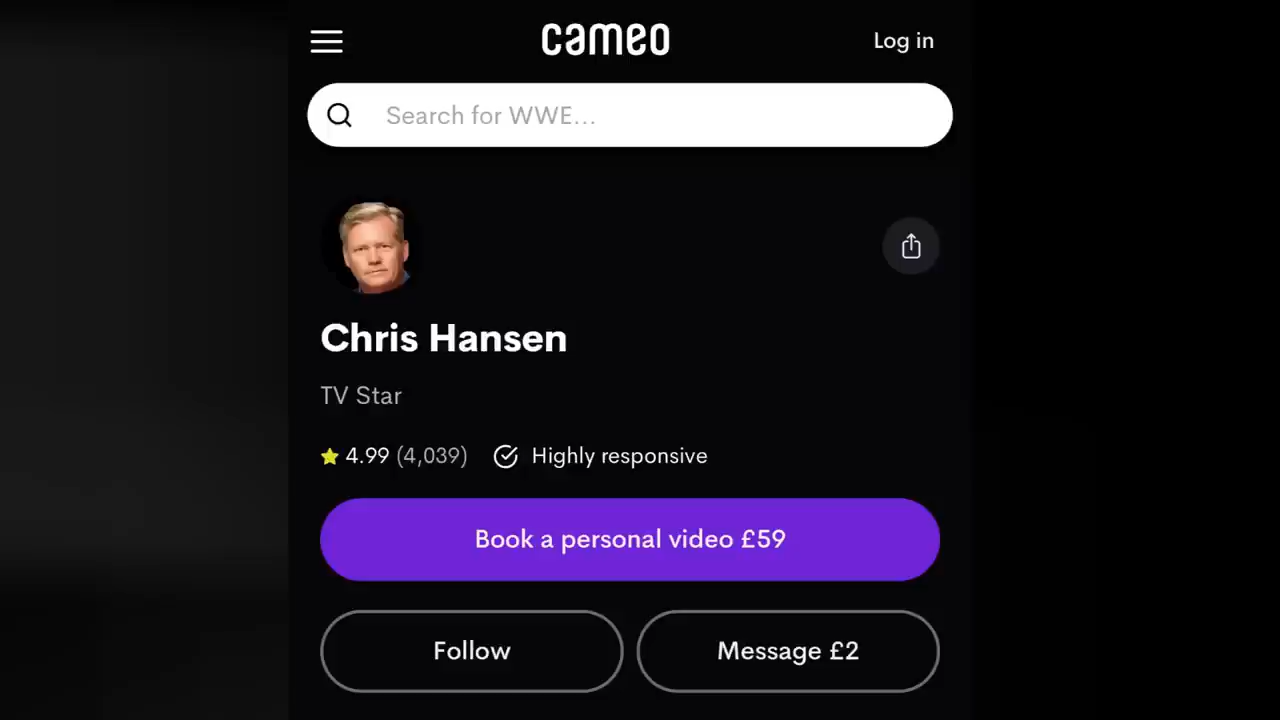 cameo
Log in
Search for WWE...
Chris Hansen
TV Star
4.99 (4,039) Highly responsive
Book a personal video £59
Follow Message £2